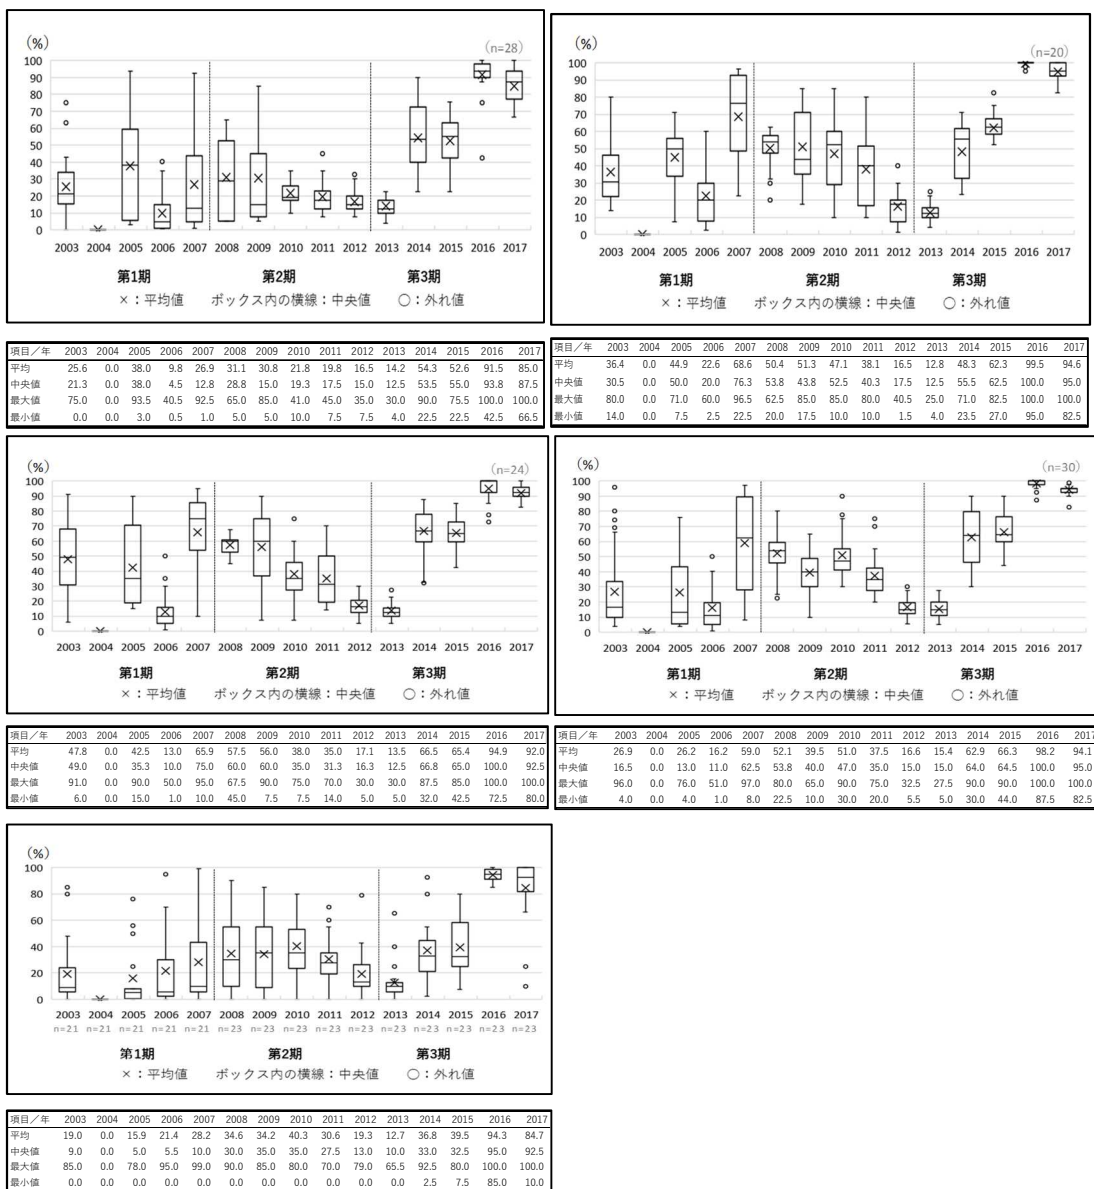 (%)
(n=28)
100
90
80
70
60
50
40
30
20
10
0
2003 2004 2005 2006 2007 2008 2009 2010 2011 2012 2013 2014 2015 2016 2017
第1期 第2期 第3期
×：平均値 ボックス内の横線：中央値 〇：外れ値
項目／年 2003 2004 2005 2006 2007 2008 2009 2010 2011 2012 2013 2014 2015 2016 2017
平均 25.6 0.0 38.0 9.8 26.9 31.1 30.8 21.8 19.8 16.5 14.2 54.3 52.6 91.5 85.0
中央値 21.3 0.0 38.0 4.5 12.8 28.8 15.0 19.3 17.5 15.0 12.5 53.5 55.0 93.8 87.5
最大値 75.0 0.0 93.5 40.5 92.5 65.0 85.0 41.0 45.0 35.0 30.0 90.0 75.5 100.0 100.0
最小値 0.0 0.0 3.0 0.5 1.0 5.0 5.0 10.0 7.5 7.5 4.0 22.5 22.5 42.5 66.5
(%)
(n=20)
100
90
80
70
60
50
40
30
20
10
0
2003 2004 2005 2006 2007 2008 2009 2010 2011 2012 2013 2014 2015 2016 2017
第1期 第2期 第3期
×：平均値 ボックス内の横線：中央値 〇：外れ値
項目／年 2003 2004 2005 2006 2007 2008 2009 2010 2011 2012 2013 2014 2015 2016 2017
平均 36.4 0.0 44.9 22.6 68.6 50.4 51.3 47.1 38.1 16.5 12.8 48.3 62.3 99.5 94.6
中央値 30.5 0.0 50.0 20.0 76.3 53.8 43.8 52.5 40.3 17.5 12.5 55.5 62.5 100.0 95.0
最大値 80.0 0.0 71.0 60.0 96.5 62.5 85.0 85.0 80.0 40.5 25.0 71.0 82.5 100.0 100.0
最小値 14.0 0.0 7.5 2.5 22.5 20.0 17.5 10.0 10.0 1.5 4.0 23.5 27.0 95.0 82.5
(%)
(n=24)
100
90
80
70
60
50
40
30
20
10
0
2003 2004 2005 2006 2007 2008 2009 2010 2011 2012 2013 2014 2015 2016 2017
第1期 第2期 第3期
×：平均値 ボックス内の横線：中央値 〇：外れ値
項目／年 2003 2004 2005 2006 2007 2008 2009 2010 2011 2012 2013 2014 2015 2016 2017
平均 47.8 0.0 42.5 13.0 65.9 57.5 56.0 38.0 35.0 17.1 13.5 66.5 65.4 94.9 92.0
中央値 49.0 0.0 35.3 10.0 75.0 60.0 60.0 35.0 31.3 16.3 12.5 66.8 65.0 100.0 92.5
最大値 91.0 0.0 90.0 50.0 95.0 67.5 90.0 75.0 70.0 30.0 30.0 87.5 85.0 100.0 100.0
最小値 6.0 0.0 15.0 1.0 10.0 45.0 7.5 7.5 14.0 5.0 5.0 32.0 42.5 72.5 80.0
(%)
(n=30)
100
90
80
70
60
50
40
30
20
10
0
2003 2004 2005 2006 2007 2008 2009 2010 2011 2012 2013 2014 2015 2016 2017
第1期 第2期 第3期
×：平均値 ボックス内の横線：中央値 〇：外れ値
項目／年 2003 2004 2005 2006 2007 2008 2009 2010 2011 2012 2013 2014 2015 2016 2017
平均 26.9 0.0 26.2 16.2 59.0 52.1 39.5 51.0 37.5 16.6 15.4 62.9 66.3 98.2 94.1
中央値 16.5 0.0 13.0 11.0 62.5 53.8 40.0 47.0 35.0 15.0 15.0 64.0 64.5 100.0 95.0
最大値 96.0 0.0 76.0 51.0 97.0 80.0 65.0 90.0 75.0 32.5 27.5 90.0 90.0 100.0 100.0
最小値 4.0 0.0 4.0 1.0 8.0 22.5 10.0 30.0 20.0 5.5 5.0 30.0 44.0 87.5 82.5
(%)
100
80
60
40
20
0
2003 2004 2005 2006 2007 2008 2009 2010 2011 2012 2013 2014 2015 2016 2017
n=21 n=21 n=21 n=21 n=21 n=23 n=23 n=23 n=23 n=23 n=23 n=23 n=23 n=23 n=23
第1期 第2期 第3期
×：平均値 ボックス内の横線：中央値 〇：外れ値
項目／年 2003 2004 2005 2006 2007 2008 2009 2010 2011 2012 2013 2014 2015 2016 2017
平均 19.0 0.0 15.9 21.4 28.2 34.6 34.2 40.3 30.6 19.3 12.7 36.8 39.5 94.3 84.7
中央値 9.0 0.0 5.0 5.5 10.0 30.0 35.0 35.0 27.5 13.0 10.0 33.0 32.5 95.0 92.5
最大値 85.0 0.0 78.0 95.0 99.0 90.0 85.0 80.0 70.0 79.0 65.5 92.5 80.0 100.0 100.0
最小値 0.0 0.0 0.0 0.0 0.0 0.0 0.0 0.0 0.0 0.0 0.0 2.5 7.5 85.0 10.0